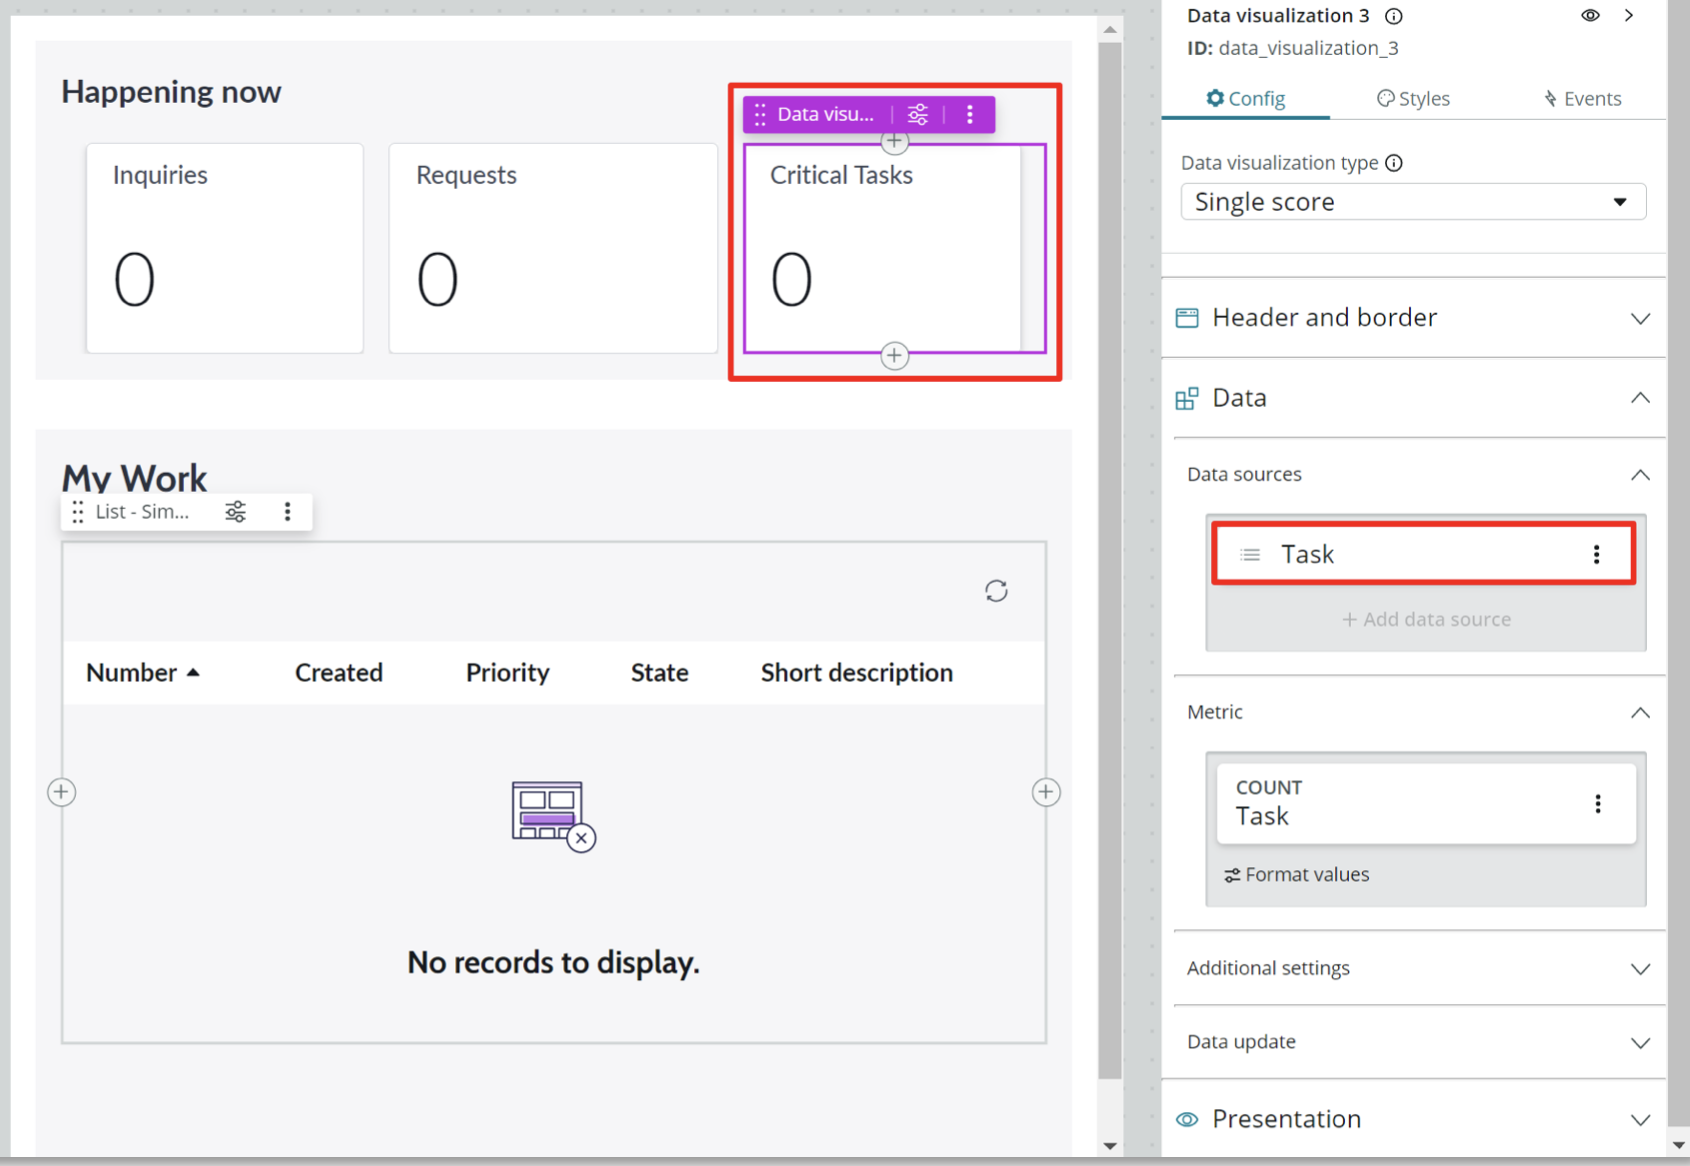 Happening now
Data visu...
Inquiries
0
Requests
0
Critical Tasks
0
My Work
List - Sim...
Number
Created
Priority
State
Short description
No records to display.
Data visualization 3
ID: data_visualization_3
Config
Styles
Events
Data visualization type
Single score
Header and border
Data
Data sources
Task
+ Add data source
Metric
COUNT
Task
Format values
Additional settings
Data update
Presentation